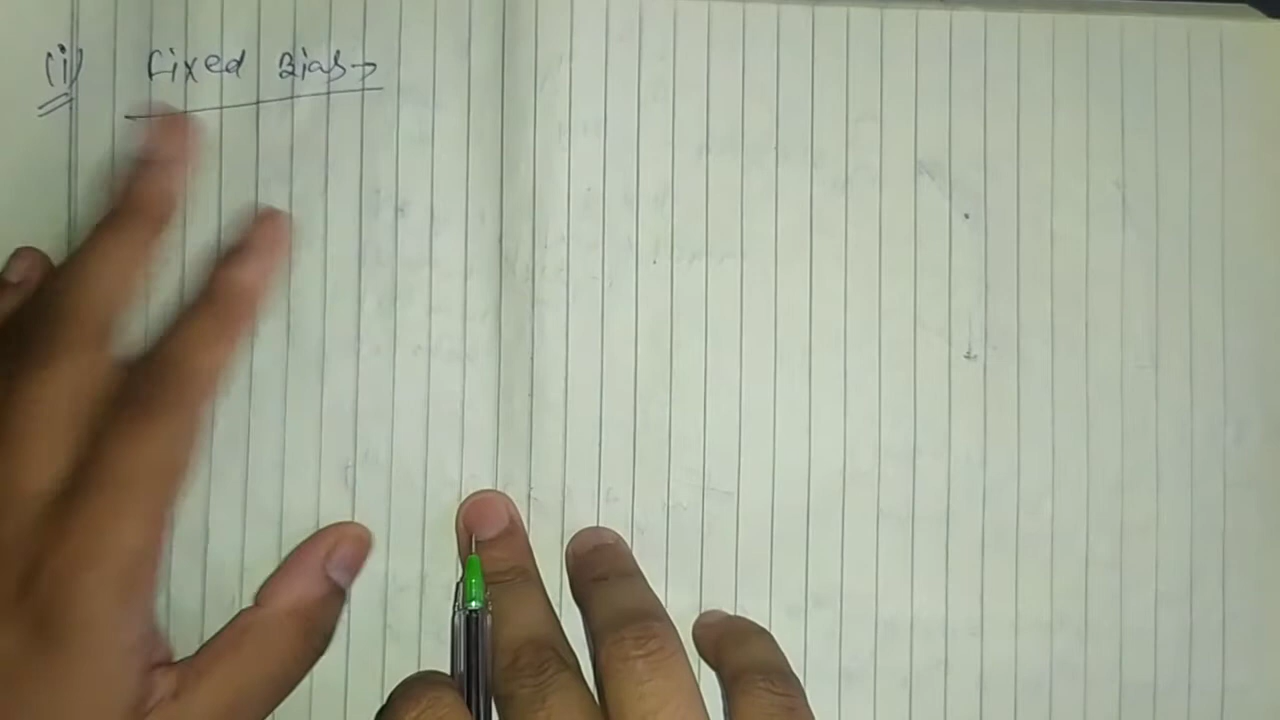 (i) Fixed Bias →